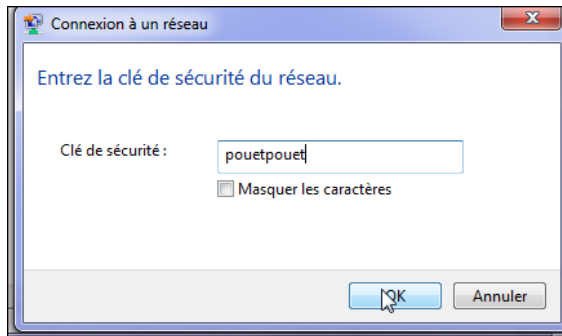 Connexion à un réseau
Entrez la clé de sécurité du réseau.
Clé de sécurité : pouetpouet
Masquer les caractères
OK Annuler